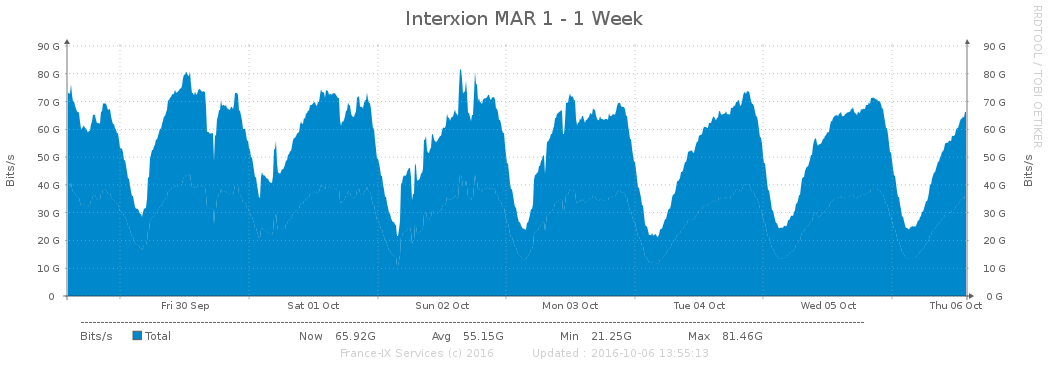 Interxion MAR 1 - 1 Week
RRDTOOL / TOBI OETIKER
90 G 90 G
80 G 80 G
70 G 70 G
60 G 60 G
50 G 50 G
40 G 40 G
30 G 30 G
20 G 20 G
10 G 10 G
0 0 G
Bits/s Bits/s
Fri 30 Sep Sat 01 Oct Sun 02 Oct Mon 03 Oct Tue 04 Oct Wed 05 Oct Thu 06 Oct
Bits/s Total Now 65.92G Avg 55.15G Min 21.25G Max 81.46G
France-IX Services (c) 2016 Updated : 2016-10-06 13:55:13